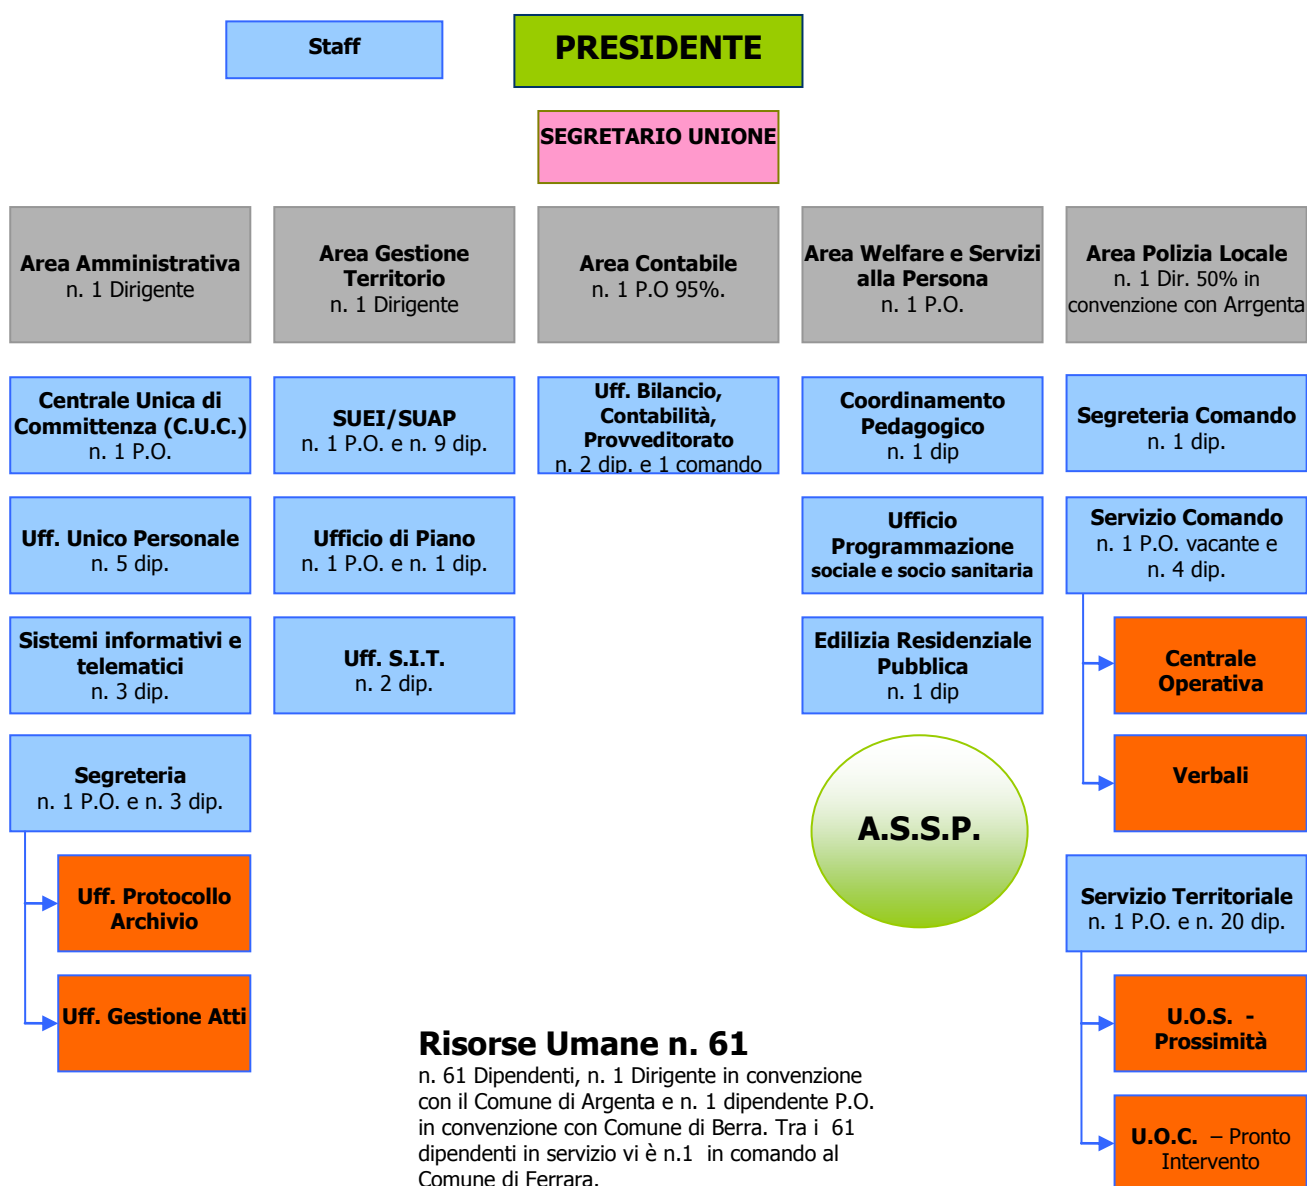 Staff
PRESIDENTE
SEGRETARIO UNIONE
Area Amministrativa
n. 1 Dirigente
Area Gestione
Territorio
n. 1 Dirigente
Area Contabile
n. 1 P.O 95%.
Area Welfare e Servizi
alla Persona
n. 1 P.O.
Area Polizia Locale
n. 1 Dir. 50% in
convenzione con Arrgenta
Centrale Unica di
Committenza (C.U.C.)
n. 1 P.O.
SUEI/SUAP
n. 1 P.O. e n. 9 dip.
Uff. Bilancio,
Contabilità,
Provveditorato
n. 2 dip. e 1 comando
Coordinamento
Pedagogico
n. 1 dip
Segreteria Comando
n. 1 dip.
Uff. Unico Personale
n. 5 dip.
Ufficio di Piano
n. 1 P.O. e n. 1 dip.
Ufficio
Programmazione
sociale e socio sanitaria
Servizio Comando
n. 1 P.O. vacante e
n. 4 dip.
Sistemi informativi e
telematici
n. 3 dip.
Uff. S.I.T.
n. 2 dip.
Edilizia Residenziale
Pubblica
n. 1 dip
Centrale
Operativa
Segreteria
n. 1 P.O. e n. 3 dip.
A.S.S.P.
Verbali
Uff. Protocollo
Archivio
Servizio Territoriale
n. 1 P.O. e n. 20 dip.
Uff. Gestione Atti
U.O.S. -
Prossimità
Risorse Umane n. 61
n. 61 Dipendenti, n. 1 Dirigente in convenzione
con il Comune di Argenta e n. 1 dipendente P.O.
in convenzione con Comune di Berra. Tra i 61
dipendenti in servizio vi è n.1 in comando al
Comune di Ferrara.
U.O.C. – Pronto
Intervento